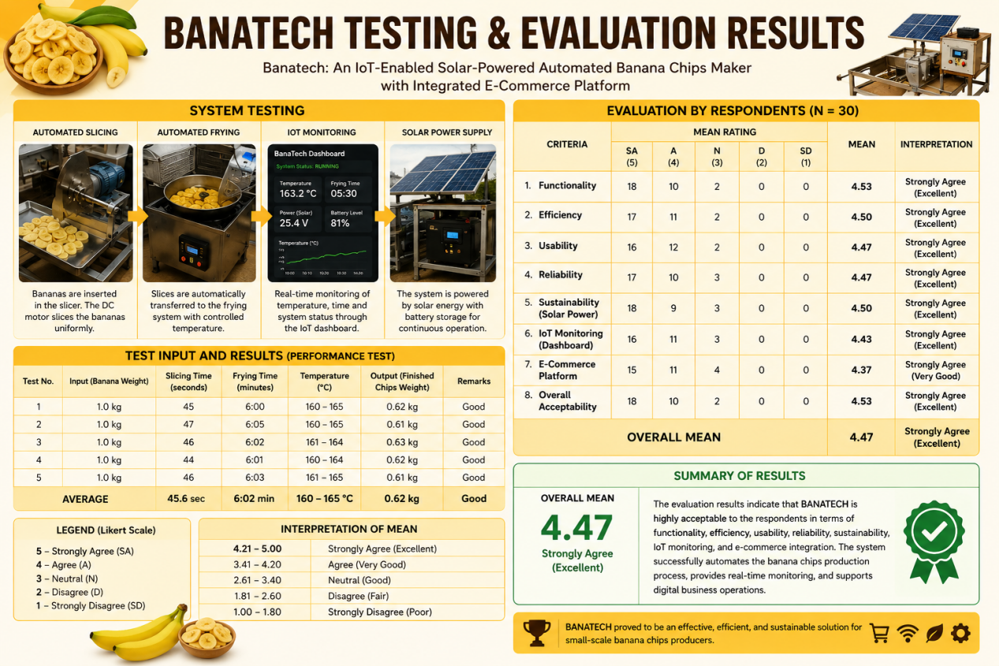 BANATECH TESTING & EVALUATION RESULTS
Banatech: An IoT-Enabled Solar-Powered Automated Banana Chips Maker
with Integrated E-Commerce Platform
SYSTEM TESTING
AUTOMATED SLICING
AUTOMATED FRYING
IOT MONITORING
SOLAR POWER SUPPLY
BanaTech Dashboard
System Status: RUNNING
Temperature Frying Time
163.2 °C 05:30
Power (Solar) Battery Level
25.4 V 81%
Temperature (°C)
Bananas are inserted
in the slicer. The DC
motor slices the bananas
uniformly.
Slices are automatically
transferred to the frying
system with controlled
temperature.
Real-time monitoring of
temperature, time and
system status through
the IoT dashboard.
The system is powered
by solar energy with
battery storage for
continuous operation.
TEST INPUT AND RESULTS (PERFORMANCE TEST)
Test No. Input (Banana Weight) Slicing Time (seconds) Frying Time (minutes) Temperature (°C) Output (Finished Chips Weight) Remarks
1 1.0 kg 45 6:00 160 – 165 0.62 kg Good
2 1.0 kg 47 6:05 160 – 165 0.61 kg Good
3 1.0 kg 46 6:02 161 – 164 0.63 kg Good
4 1.0 kg 44 6:01 160 – 164 0.62 kg Good
5 1.0 kg 46 6:03 161 – 165 0.61 kg Good
AVERAGE 45.6 sec 6:02 min 160 – 165 °C 0.62 kg Good
LEGEND (Likert Scale)
5 – Strongly Agree (SA)
4 – Agree (A)
3 – Neutral (N)
2 – Disagree (D)
1 – Strongly Disagree (SD)
INTERPRETATION OF MEAN
4.21 – 5.00 Strongly Agree (Excellent)
3.41 – 4.20 Agree (Very Good)
2.61 – 3.40 Neutral (Good)
1.81 – 2.60 Disagree (Fair)
1.00 – 1.80 Strongly Disagree (Poor)
EVALUATION BY RESPONDENTS (N = 30)
CRITERIA MEAN RATING MEAN INTERPRETATION
SA (5) A (4) N (3) D (2) SD (1)
1. Functionality 18 10 2 0 0 4.53 Strongly Agree (Excellent)
2. Efficiency 17 11 2 0 0 4.50 Strongly Agree (Excellent)
3. Usability 16 12 2 0 0 4.47 Strongly Agree (Excellent)
4. Reliability 17 10 3 0 0 4.47 Strongly Agree (Excellent)
5. Sustainability (Solar Power) 18 9 3 0 0 4.50 Strongly Agree (Excellent)
6. IoT Monitoring (Dashboard) 16 11 3 0 0 4.43 Strongly Agree (Excellent)
7. E-Commerce Platform 15 11 4 0 0 4.37 Strongly Agree (Very Good)
8. Overall Acceptability 18 10 2 0 0 4.53 Strongly Agree (Excellent)
OVERALL MEAN 4.47 Strongly Agree (Excellent)
SUMMARY OF RESULTS
OVERALL MEAN
4.47
Strongly Agree
(Excellent)
The evaluation results indicate that BANATECH is
highly acceptable to the respondents in terms of
functionality, efficiency, usability, reliability, sustainability,
IoT monitoring, and e-commerce integration. The system
successfully automates the banana chips production
process, provides real-time monitoring, and supports
digital business operations.
BANATECH proved to be an effective, efficient, and sustainable solution for
small-scale banana chips producers.